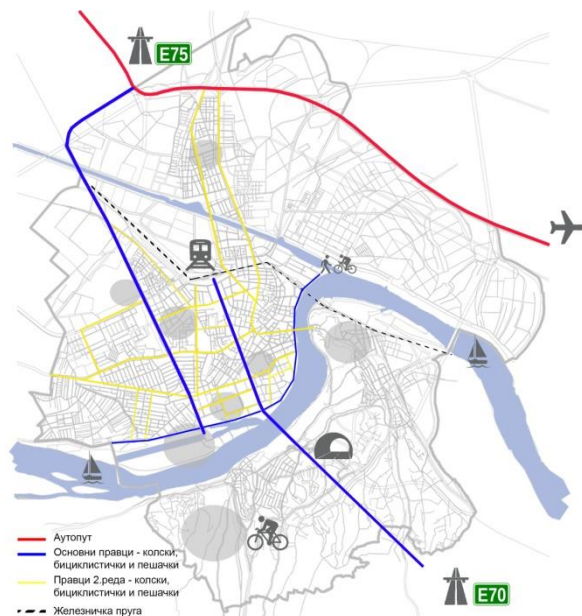 E75
E70
Аутопут
Основни правци - колски,
бициклистички и пешачки
Правци 2.реда - колски,
бициклистички и пешачки
Железничка пруга